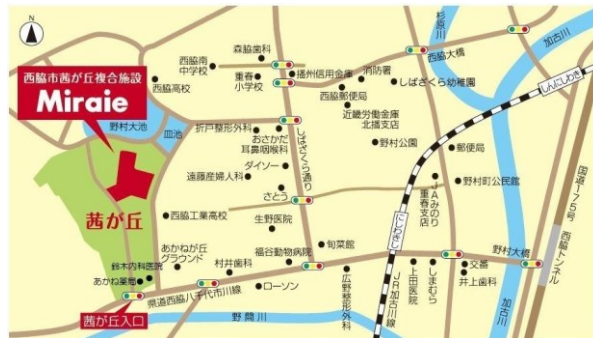 N
西脇市茜が丘複合施設
Miraie
西脇南
中学校
西脇高校
森脇歯科
重春
小学校
播州信用金庫
消防署
西脇郵便局
近畿労働金庫
北播支店
しばざくら幼稚園
西脇大橋
杉原川
加古川
しんにしわき
野村大池
皿池
折戸整形外科
おさかだ
耳鼻咽喉科
しばざくら通り
ダイソー
遠藤産婦人科
さとう
野村公園
郵便局
野村町公民館
JAみのり
重春支店
国道175号
西脇トンネル
茜が丘
西脇工業高校
生野医院
あかねが丘
グラウンド
村井歯科
福谷動物病院
旬菜館
にしわきし
野村大橋
鈴木内科医院
あかね薬局
県道西脇八千代市川線
ローソン
広野整形外科
JR加古川線
上田医院
しまむら
交番
井上歯科
加古川
茜が丘入口
野間川